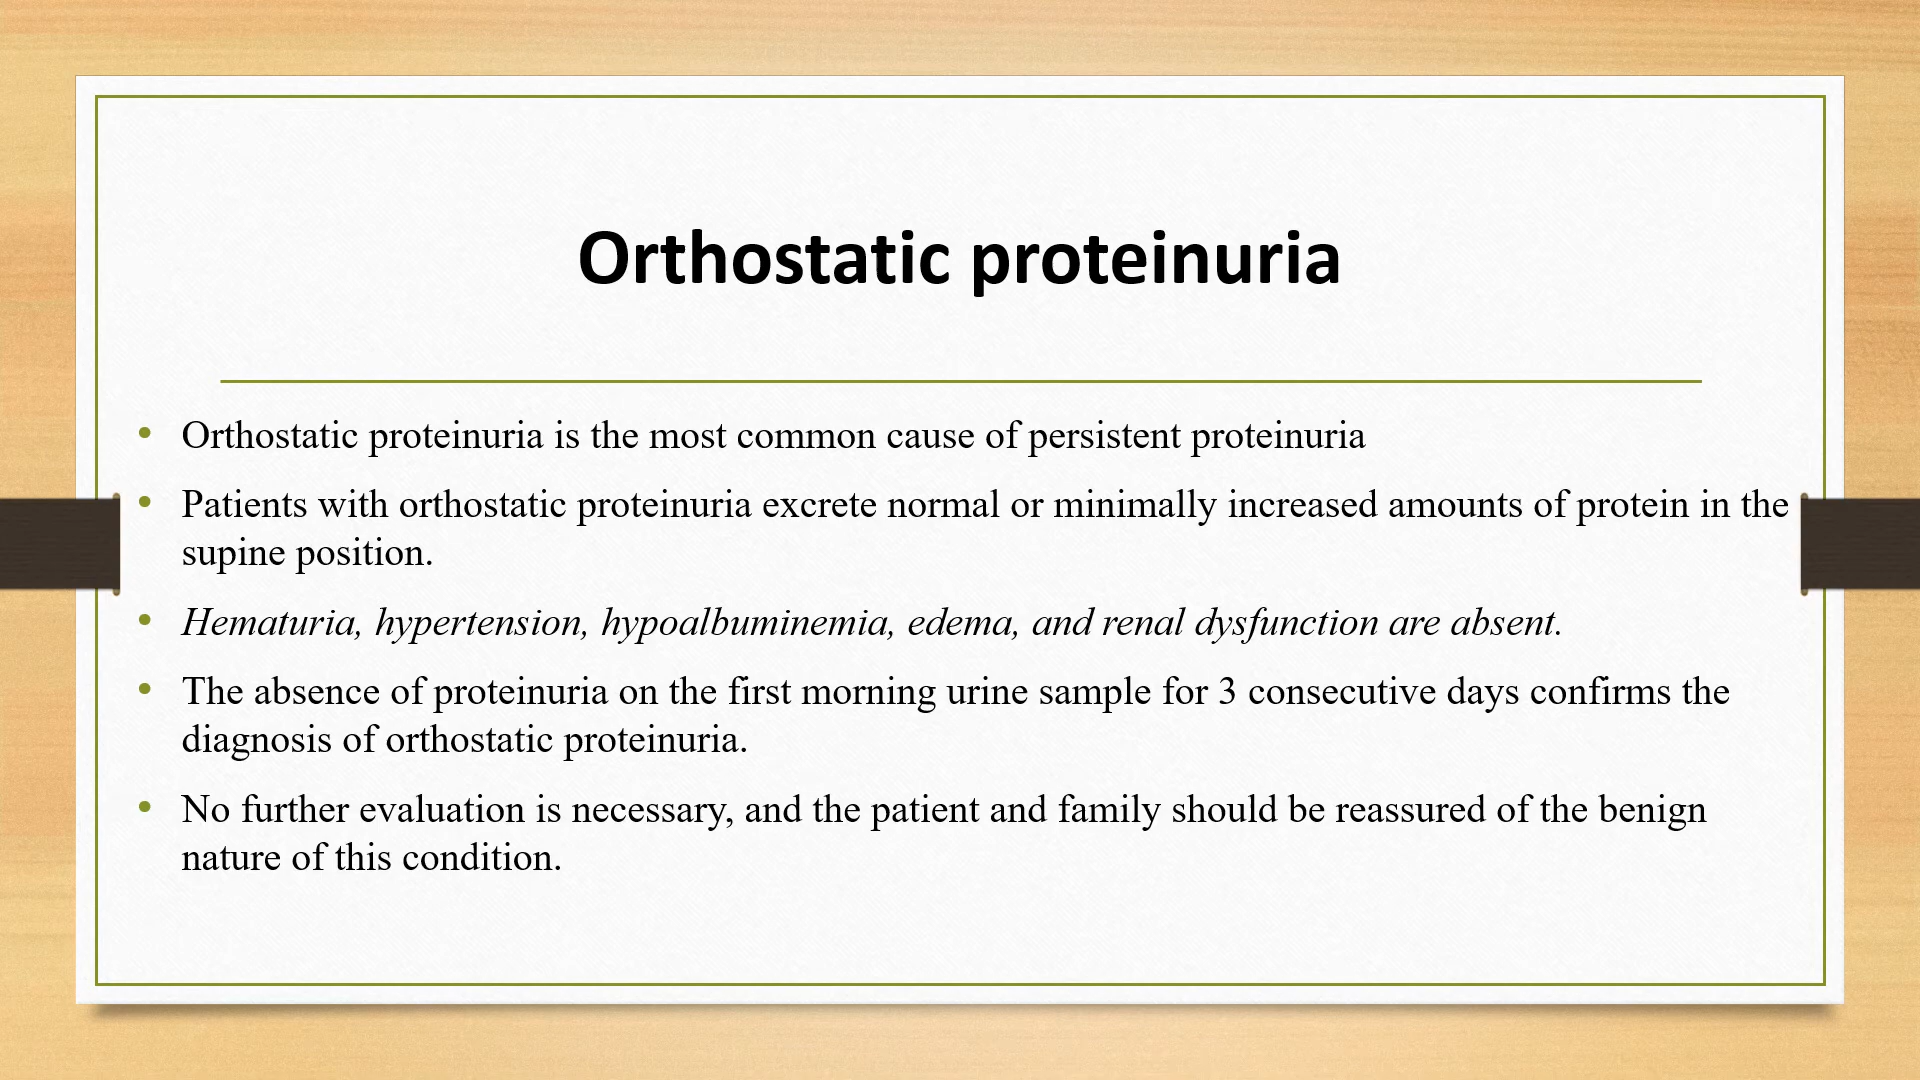 Orthostatic proteinuria
• Orthostatic proteinuria is the most common cause of persistent proteinuria
• Patients with orthostatic proteinuria excrete normal or minimally increased amounts of protein in the
supine position.
• Hematuria, hypertension, hypoalbuminemia, edema, and renal dysfunction are absent.
• The absence of proteinuria on the first morning urine sample for 3 consecutive days confirms the
diagnosis of orthostatic proteinuria.
• No further evaluation is necessary, and the patient and family should be reassured of the benign
nature of this condition.